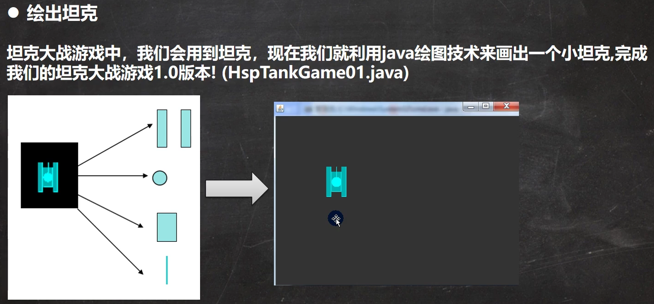 ● 绘出坦克
坦克大战游戏中，我们会用到坦克，现在我们就利用java绘图技术来画出一个小坦克,完成
我们的坦克大战游戏1.0版本! (HspTankGame01.java)